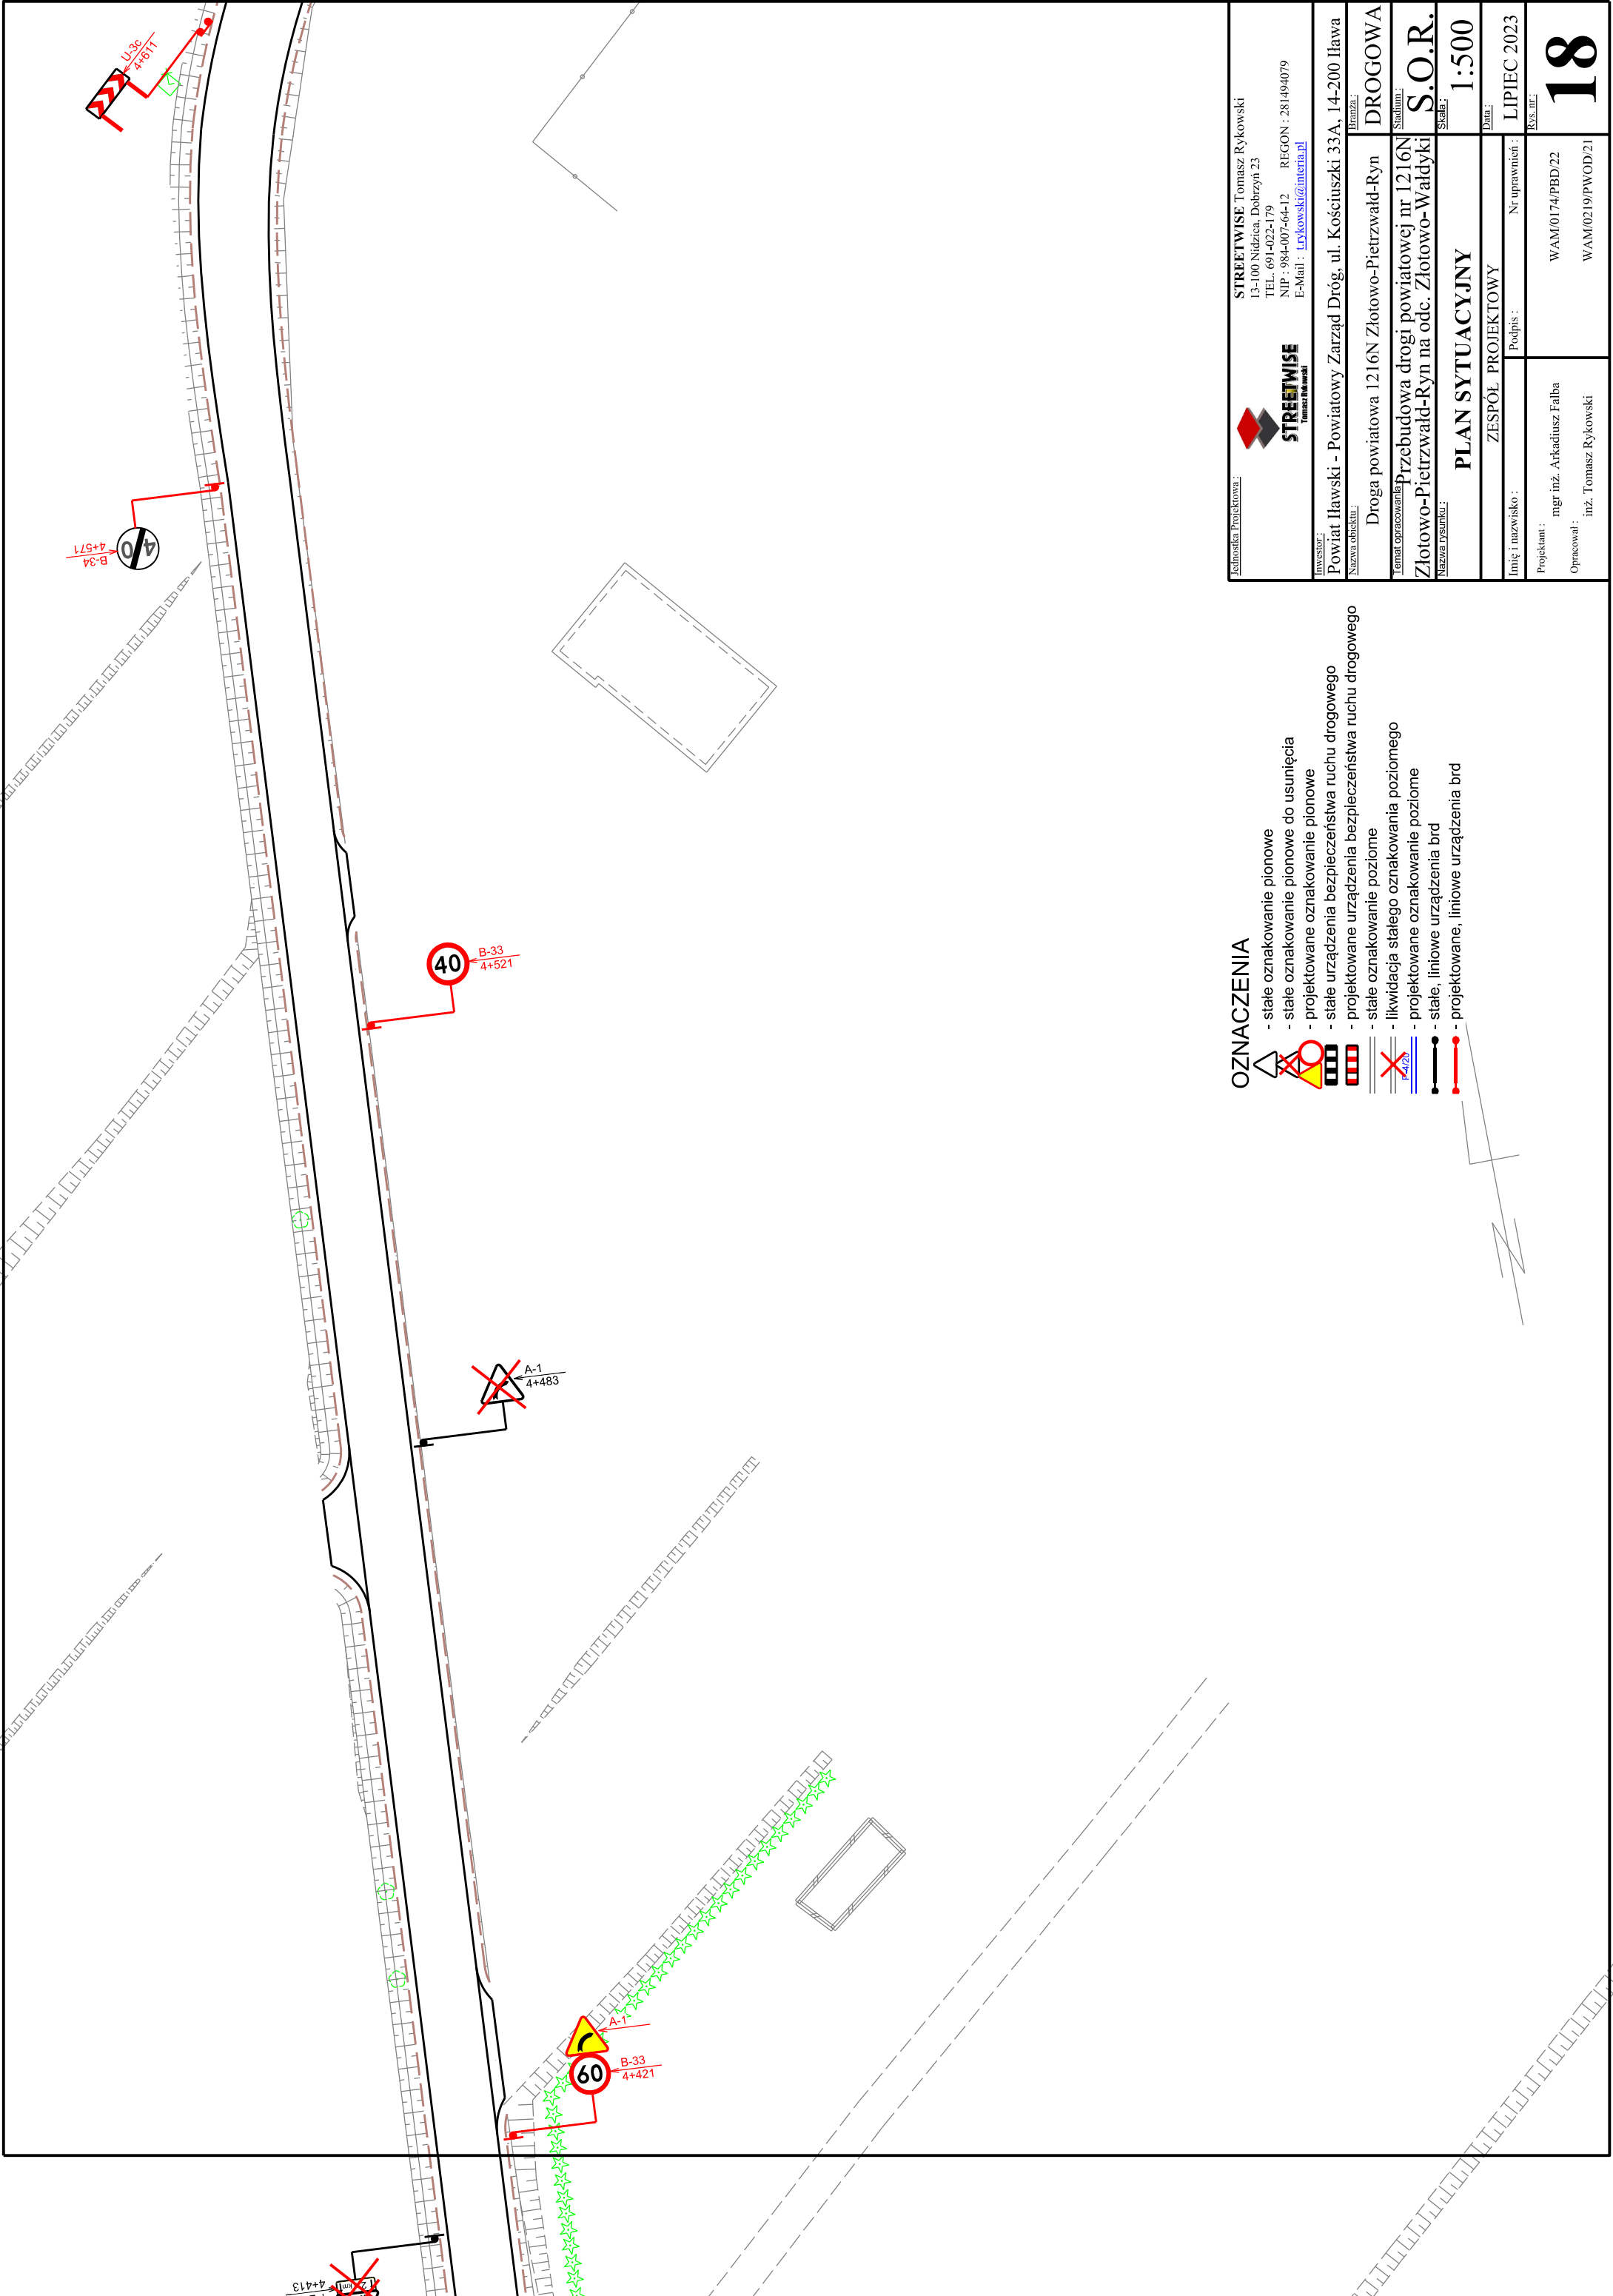 U-3c
4+611
40
B-34
4+571
40
B-33
4+521
A-1
4+483
A-1
60
B-33
4+421
4+413
km
OZNACZENIA
- stałe oznakowanie pionowe
- stałe oznakowanie pionowe do usunięcia
- projektowane oznakowanie pionowe
- stałe urządzenia bezpieczeństwa ruchu drogowego
- projektowane urządzenia bezpieczeństwa ruchu drogowego
- stałe oznakowanie poziome
- likwidacja stałego oznakowania poziomego
P-4/20
- projektowane oznakowanie poziome
- stałe, liniowe urządzenia brd
- projektowane, liniowe urządzenia brd
Jednostka Projektowa :
STREETWISE
Tomasz Rykowski
STREETWISE Tomasz Rykowski
13-100 Nidzica, Dobrzyń 23
TEL. 691-022-179
NIP : 984-007-64-12 REGON : 281494079
E-Mail : t.rykowski@interia.pl
Inwestor :
Powiat Iławski - Powiatowy Zarząd Dróg, ul. Kościuszki 33A, 14-200 Iława
Nazwa obiektu :
Droga powiatowa 1216N Złotowo-Pietrzwałd-Ryn
Branża :
DROGOWA
Temat opracowania:
Przebudowa drogi powiatowej nr 1216N
Złotowo-Pietrzwałd-Ryn na odc. Złotowo-Wałdyki
Stadium :
S.O.R.
Nazwa rysunku :
PLAN SYTUACYJNY
Skala :
1:500
ZESPÓŁ PROJEKTOWY
Data :
LIPIEC 2023
Imię i nazwisko :
Podpis :
Nr uprawnień :
Rys. nr :
18
Projektant :
mgr inż. Arkadiusz Falba
WAM/0174/PBD/22
Opracował :
inż. Tomasz Rykowski
WAM/0219/PWOD/21